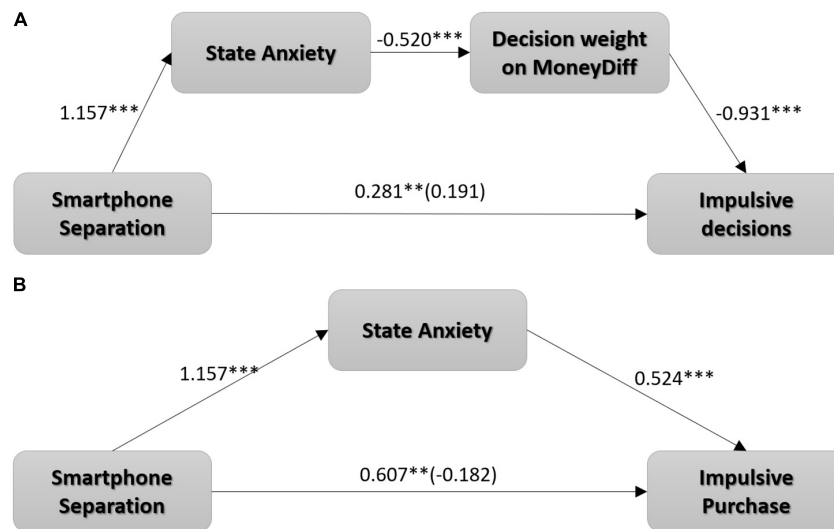 A
State Anxiety
-0.520***
Decision weight
on MoneyDiff
1.157***
-0.931***
Smartphone
Separation
0.281**(0.191)
Impulsive
decisions
B
State Anxiety
1.157***
0.524***
Smartphone
Separation
0.607**(-0.182)
Impulsive
Purchase